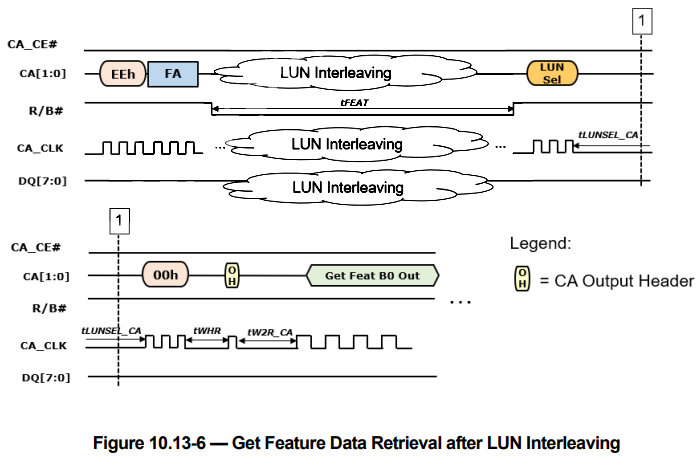 1
CA_CE#
CA[1:0] EEh FA LUN Interleaving LUN
Sel
R/B# tFEAT
CA_CLK ... LUN Interleaving ... tLUNSEL_CA
DQ[7:0] LUN Interleaving
1
CA_CE#
Legend:
CA[1:0] 00h O
H Get Feat B0 Out
O
H = CA Output Header
R/B# ...
tLUNSEL_CA tWHR tW2R_CA
CA_CLK
DQ[7:0]
Figure 10.13-6 — Get Feature Data Retrieval after LUN Interleaving